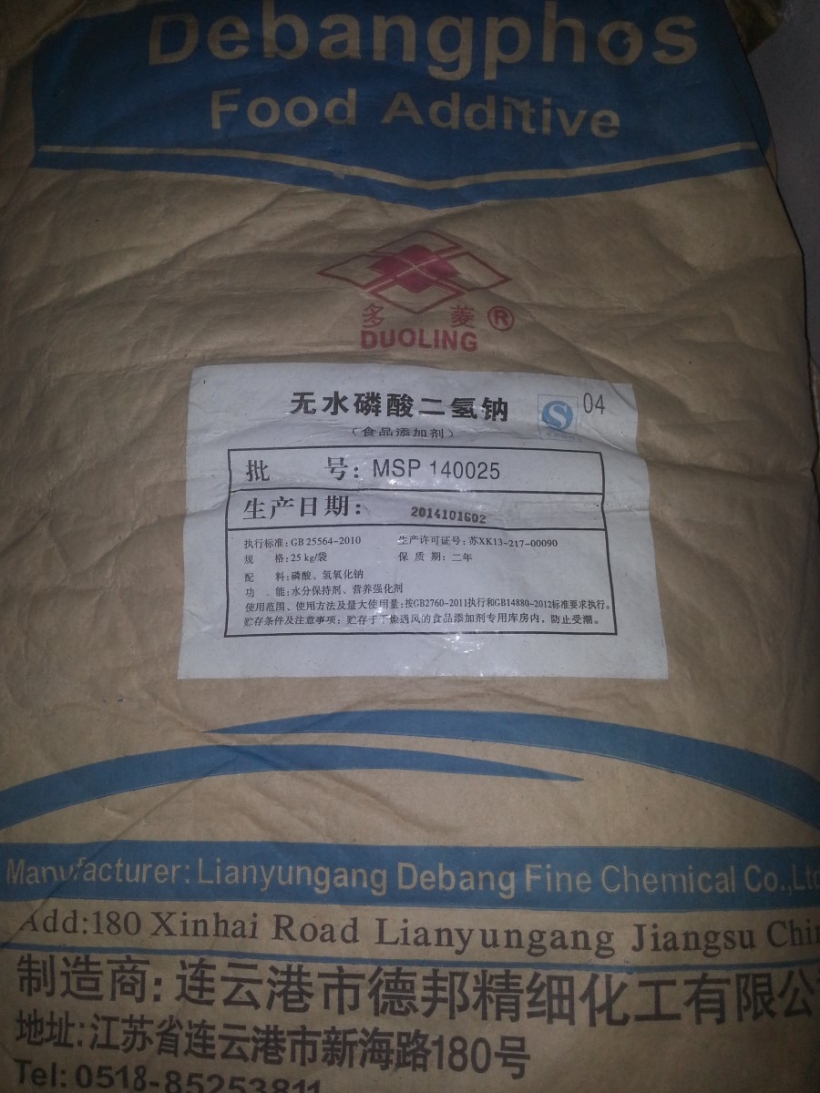 Debangphos
Food Additive
多 菱®
DUOLING
无水磷酸二氢钠
04
(食品添加剂)
批 号: MSP 140025
生产日期: 2014101602
执行标准: GB 25564-2010 生产许可证号: 苏XK13-217-00090
规 格: 25 kg/袋 保 质 期: 二年
配 料: 磷酸、氢氧化钠
功 能: 水分保持剂、营养强化剂
使用范围、使用方法及量大使用量: 按GB2760-2011执行和GB14880-2012标准要求执行。
贮存条件及注意事项: 贮存于干燥通风的食品添加剂专用库房内, 防止受潮。
Manufacturer: Lianyungang Debang Fine Chemical Co.,Ltd
Add:180 Xinhai Road Lianyungang Jiangsu Chi
制造商: 连云港市德邦精细化工有限公
地址: 江苏省连云港市新海路180号
Tel: 0518-85253811